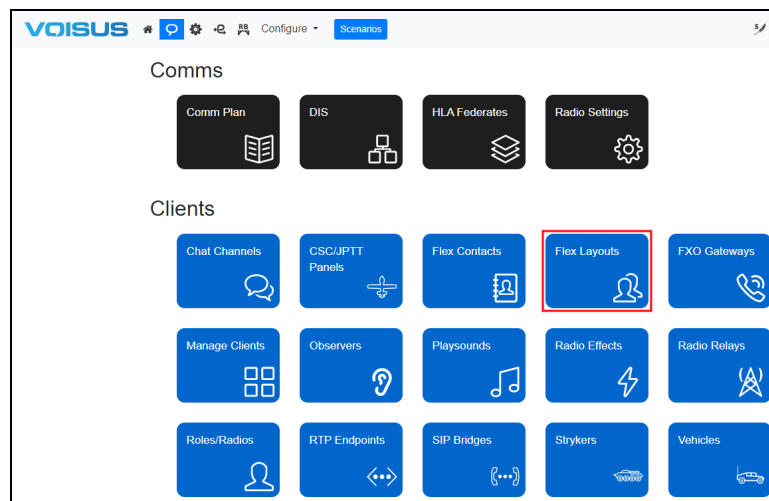 VOISUS RB Configure Scenarios S
Comms
Comm Plan DIS HLA Federates Radio Settings
Clients
Chat Channels CSC/JPTT Panels Flex Contacts Flex Layouts FXO Gateways
Manage Clients Observers Playsounds Radio Effects Radio Relays
Roles/Radios RTP Endpoints SIP Bridges Strykers Vehicles